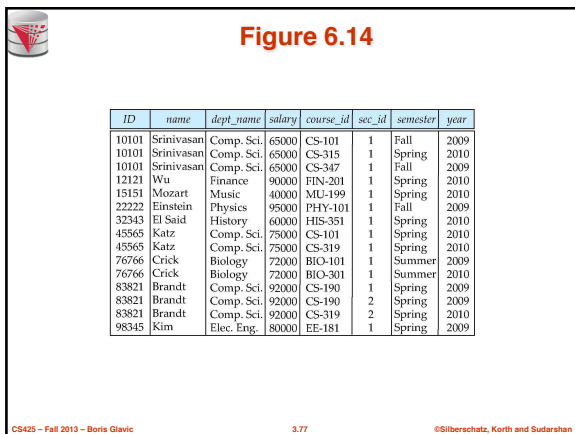 Figure 6.14
ID name dept_name salary course_id sec_id semester year
10101 Srinivasan Comp. Sci. 65000 CS-101 1 Fall 2009
10101 Srinivasan Comp. Sci. 65000 CS-315 1 Spring 2010
10101 Srinivasan Comp. Sci. 65000 CS-347 1 Fall 2009
12121 Wu Finance 90000 FIN-201 1 Spring 2010
15151 Mozart Music 40000 MU-199 1 Spring 2010
22222 Einstein Physics 95000 PHY-101 1 Fall 2009
32343 El Said History 60000 HIS-351 1 Spring 2010
45565 Katz Comp. Sci. 75000 CS-101 1 Spring 2010
45565 Katz Comp. Sci. 75000 CS-319 1 Spring 2010
76766 Crick Biology 72000 BIO-101 1 Summer 2009
76766 Crick Biology 72000 BIO-301 1 Summer 2010
83821 Brandt Comp. Sci. 92000 CS-190 1 Spring 2009
83821 Brandt Comp. Sci. 92000 CS-190 2 Spring 2009
83821 Brandt Comp. Sci. 92000 CS-319 2 Spring 2010
98345 Kim Elec. Eng. 80000 EE-181 1 Spring 2009
CS425 – Fall 2013 – Boris Glavic 3.77 ©Silberschatz, Korth and Sudarshan